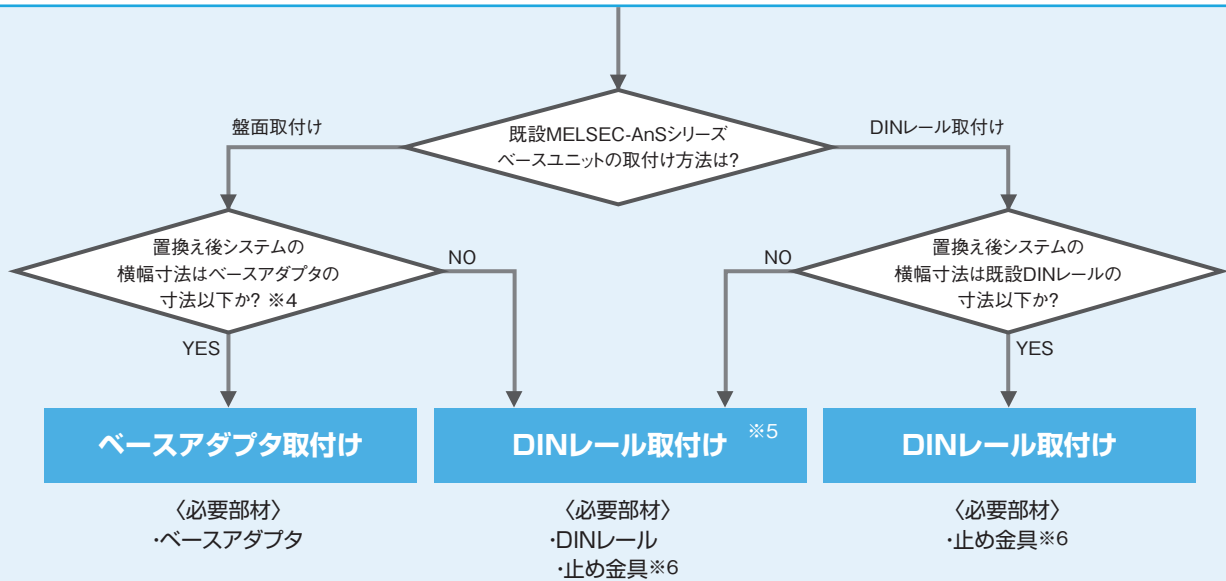 既設MELSEC-AnSシリーズ
ベースユニットの取付け方法は?
盤面取付け
DINレール取付け
置換え後システムの
横幅寸法はベースアダプタの
寸法以下か? ※4
NO
YES
置換え後システムの
横幅寸法は既設DINレールの
寸法以下か?
NO
YES
ベースアダプタ取付け
〈必要部材〉
・ベースアダプタ
DINレール取付け ※5
〈必要部材〉
・DINレール
・止め金具※6
DINレール取付け
〈必要部材〉
・止め金具※6